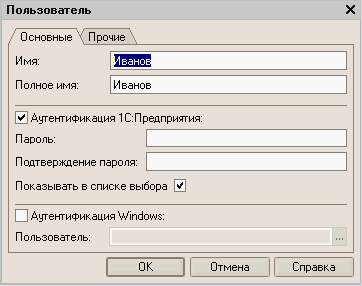 Пользователь
Основные Прочие
Имя: Иванов
Полное имя: Иванов
Аутентификация 1С:Предприятия:
Пароль:
Подтверждение пароля:
Показывать в списке выбора
Аутентификация Windows:
Пользователь: ...
OK Отмена Справка